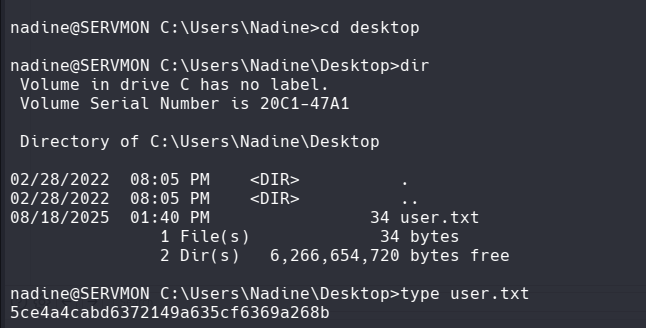 nadine@SERVMON C:\Users\Nadine>cd desktop
nadine@SERVMON C:\Users\Nadine\Desktop>dir
 Volume in drive C has no label.
 Volume Serial Number is 20C1-47A1
 Directory of C:\Users\Nadine\Desktop
02/28/2022  08:05 PM    <DIR>          .
02/28/2022  08:05 PM    <DIR>          ..
08/18/2025  01:40 PM                34 user.txt
               1 File(s)             34 bytes
               2 Dir(s)   6,266,654,720 bytes free
nadine@SERVMON C:\Users\Nadine\Desktop>type user.txt
5ce4a4cabd6372149a635cf6369a268b